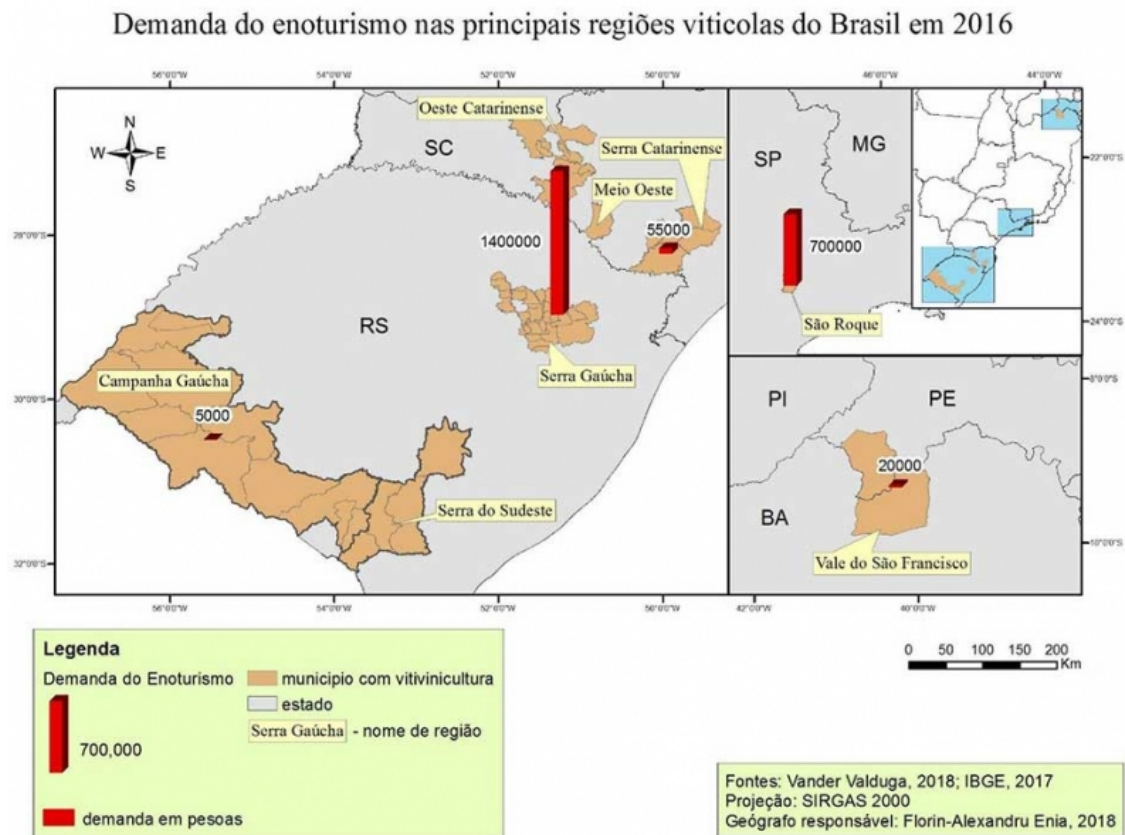 Demanda do enoturismo nas principais regiões viticolas do Brasil em 2016
56°0'0"W
54°0'0"W
52°0'0"W
50°0'0"W
46°0'0"W
44°0'0"W
N
W E
S
Oeste Catarinense
SC
Serra Catarinense
Meio Oeste
55000
28°0'0"S
1400000
RS
Campanha Gaúcha
Serra Gaúcha
30°0'0"S
5000
Serra do Sudeste
32°0'0"S
SP
MG
22°0'0"S
700000
São Roque
24°0'0"S
8°0'0"S
PI
PE
20000
BA
10°0'0"S
Vale do São Francisco
56°0'0"W
54°0'0"W
52°0'0"W
50°0'0"W
42°0'0"W
40°0'0"W
Legenda
Demanda do Enoturismo
700,000
demanda em pesoas
municipio com vitivinicultura
estado
Serra Gaúcha - nome de região
0 50 100 150 200
Km
Fontes: Vander Valduga, 2018; IBGE, 2017
Projeção: SIRGAS 2000
Geógrafo responsável: Florin-Alexandru Enia, 2018